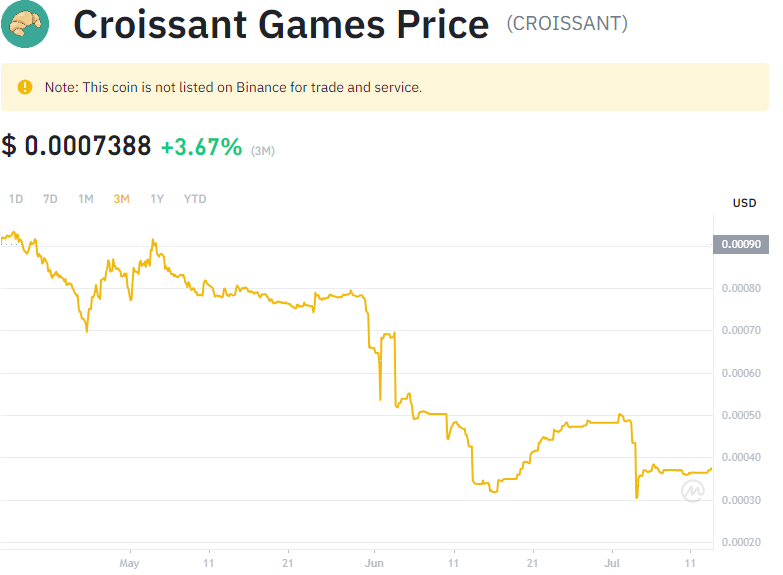 Croissant Games Price (CROISSANT)
Note: This coin is not listed on Binance for trade and service.
$ 0.0007388 +3.67% (3M)
1D 7D 1M 3M 1Y YTD
USD
0.00090
0.00080
0.00070
0.00060
0.00050
0.00040
0.00030
0.00020
May 11 21 Jun 11 21 Jul 11